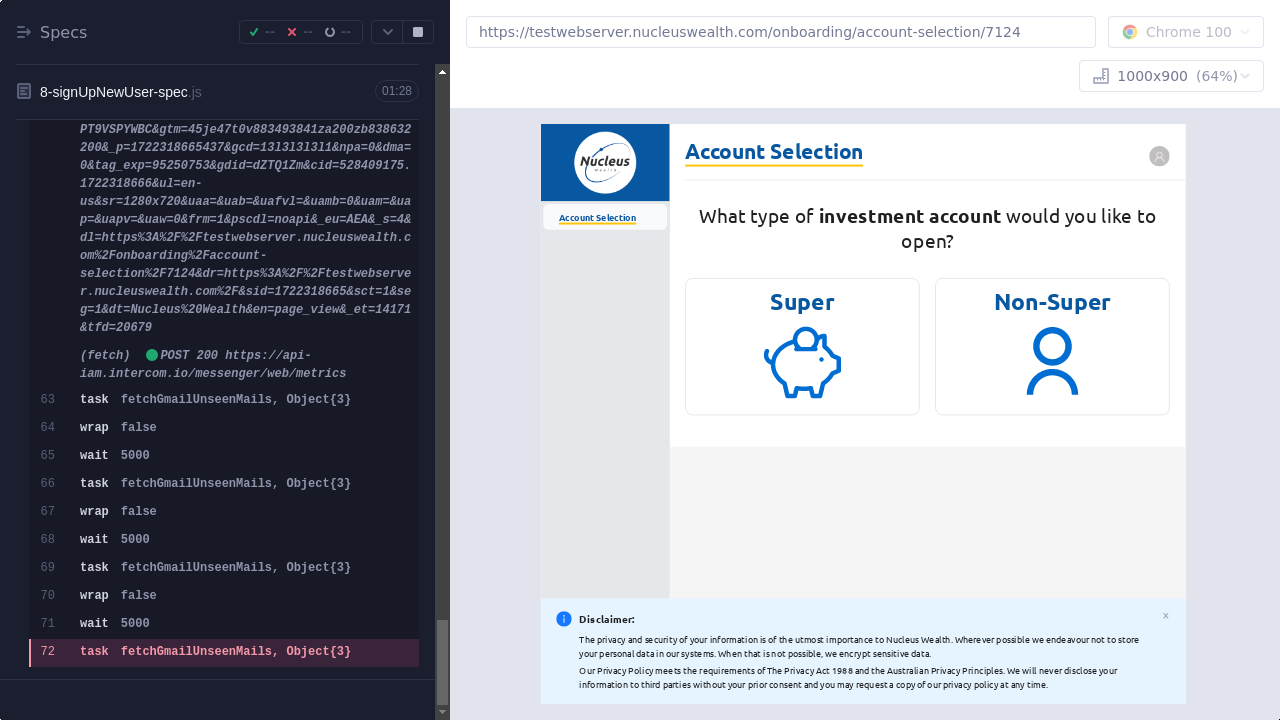 Specs
--
--
--
8-signUpNewUser-spec.js
01:28
PT9VSPYWBC&gtm=45je47t0v883493841za200zb838632
200&_p=1722318665437&gcd=13l3l3l3l1&npa=0&dma=
0&tag_exp=95250753&gdid=dZTQ1Zm&cid=528409175.
1722318666&ul=en-
us&sr=1280x720&uaa=&uab=&uafvl=&uamb=0&uam=&ua
p=&uapv=&uaw=0&frm=1&pscdl=noapi&_eu=AEA&_s=4&
dl=https%3A%2F%2Ftestwebserver.nucleuswealth.c
om%2Fonboarding%2Faccount-
selection%2F7124&dr=https%3A%2F%2Ftestwebserve
r.nucleuswealth.com%2F&sid=1722318665&sct=1&se
g=1&dt=Nucleus%20Wealth&en=page_view&_et=14171
&tfd=20679
(fetch) POST 200 https://api-
iam.intercom.io/messenger/web/metrics
63 task fetchGmailUnseenMails, Object{3}
64 wrap false
65 wait 5000
66 task fetchGmailUnseenMails, Object{3}
67 wrap false
68 wait 5000
69 task fetchGmailUnseenMails, Object{3}
70 wrap false
71 wait 5000
72 task fetchGmailUnseenMails, Object{3}
https://testwebserver.nucleuswealth.com/onboarding/account-selection/7124
Chrome 100
1000x900 (64%)
Nucleus
Wealth
Account Selection
Account Selection
What type of investment account would you like to
open?
Super
Non-Super
Disclaimer:
The privacy and security of your information is of the utmost importance to Nucleus Wealth. Wherever possible we endeavour not to store
your personal data in our systems. When that is not possible, we encrypt sensitive data.
Our Privacy Policy meets the requirements of The Privacy Act 1988 and the Australian Privacy Principles. We will never disclose your
information to third parties without your prior consent and you may request a copy of our privacy policy at any time.